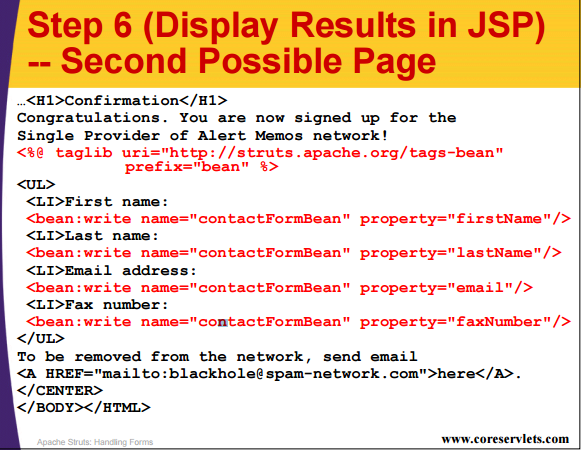 Step 6 (Display Results in JSP)
-- Second Possible Page
…<H1>Confirmation</H1>
Congratulations. You are now signed up for the
Single Provider of Alert Memos network!
<%@ taglib uri="http://struts.apache.org/tags-bean"
prefix="bean" %>
<UL>
<LI>First name:
<bean:write name="contactFormBean" property="firstName"/>
<LI>Last name:
<bean:write name="contactFormBean" property="lastName"/>
<LI>Email address:
<bean:write name="contactFormBean" property="email"/>
<LI>Fax number:
<bean:write name="contactFormBean" property="faxNumber"/>
</UL>
To be removed from the network, send email
<A HREF="mailto:blackhole@spam-network.com">here</A>.
</CENTER>
</BODY></HTML>
Apache Struts: Handling Forms
www.coreservlets.com